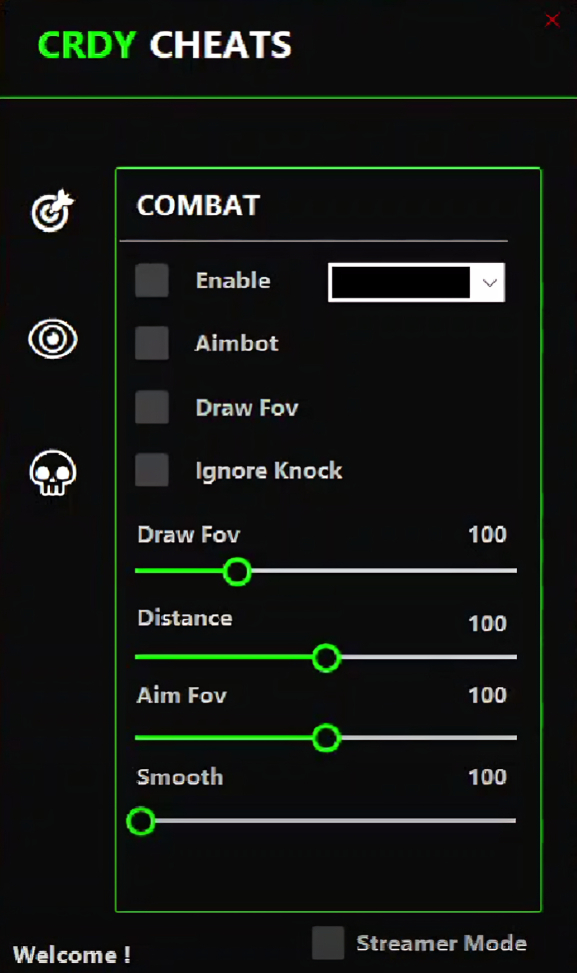 CRDY CHEATS
COMBAT
Enable
Aimbot
Draw Fov
Ignore Knock
Draw Fov 100
Distance 100
Aim Fov 100
Smooth 100
Welcome !
Streamer Mode